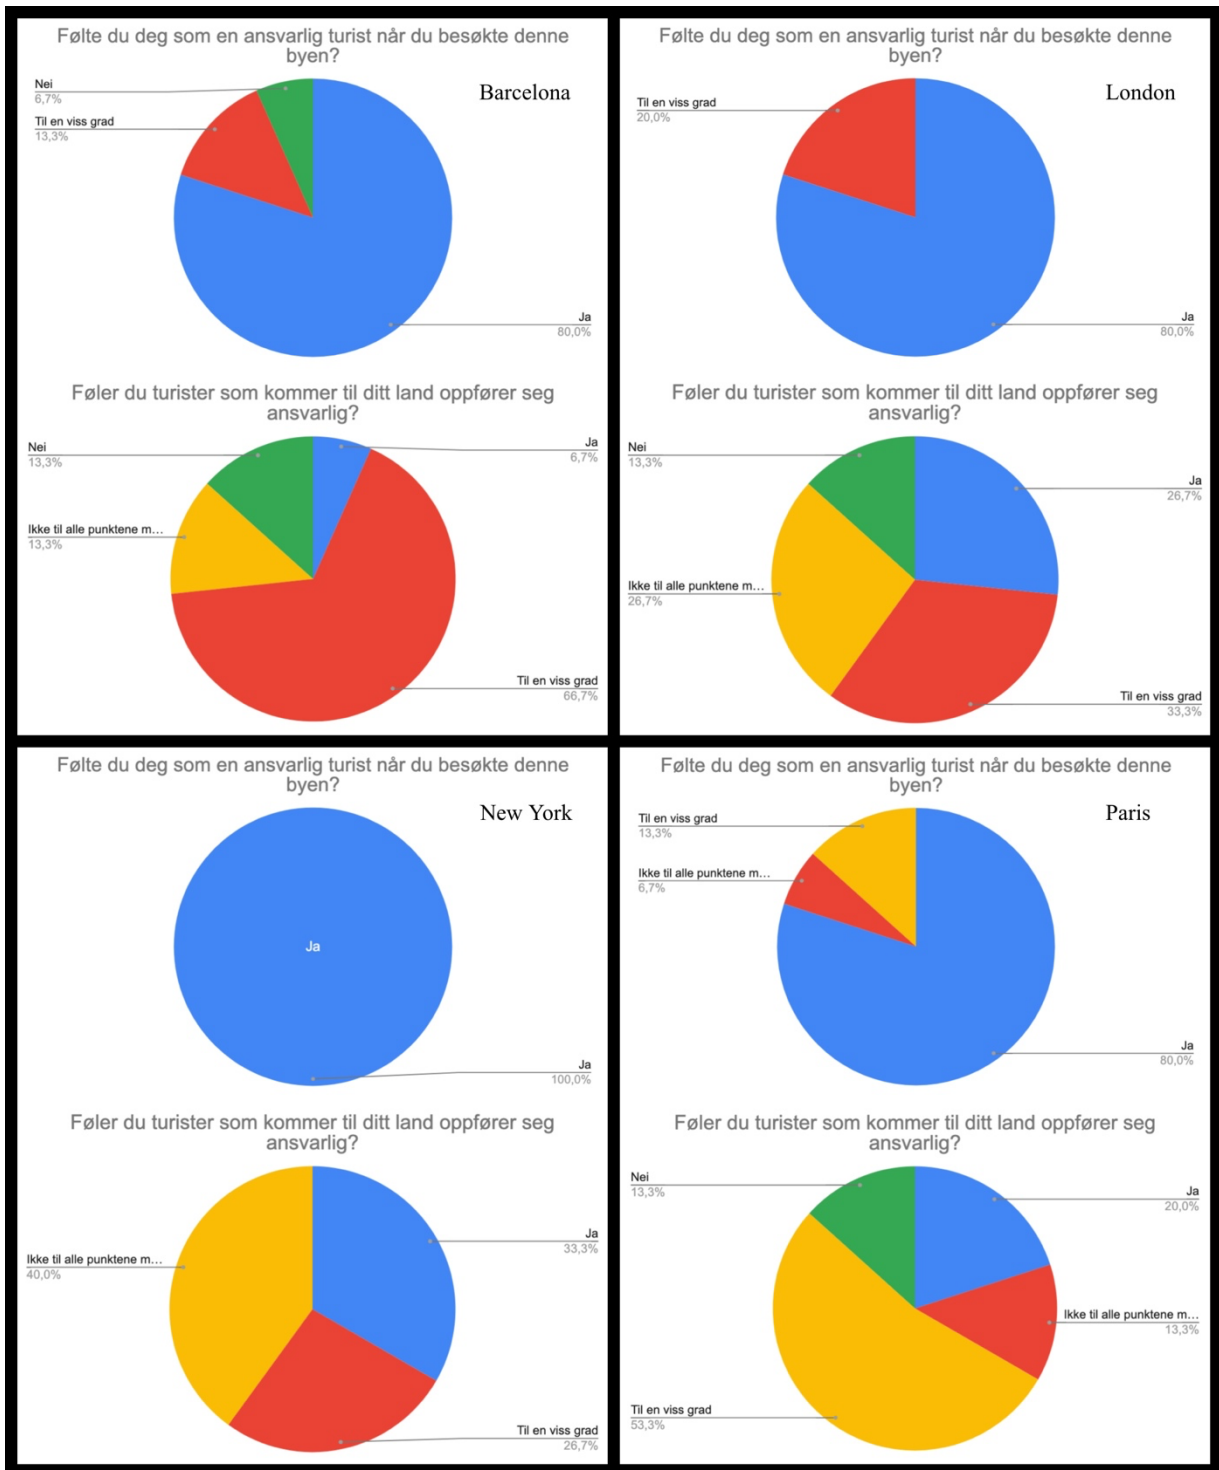 Følte du deg som en ansvarlig turist når du besøkte denne
byen?
Barcelona
Nei
6,7%
Til en viss grad
13,3%
Ja
80,0%
Føler du turister som kommer til ditt land oppfører seg
ansvarlig?
Nei
13,3%
Ja
6,7%
Ikke til alle punktene m...
13,3%
Til en viss grad
66,7%
Følte du deg som en ansvarlig turist når du besøkte denne
byen?
London
Til en viss grad
20,0%
Ja
80,0%
Føler du turister som kommer til ditt land oppfører seg
ansvarlig?
Nei
13,3%
Ja
26,7%
Ikke til alle punktene m...
26,7%
Til en viss grad
33,3%
Følte du deg som en ansvarlig turist når du besøkte denne
byen?
New York
Ja
Ja
100,0%
Føler du turister som kommer til ditt land oppfører seg
ansvarlig?
Ja
33,3%
Ikke til alle punktene m...
40,0%
Til en viss grad
26,7%
Følte du deg som en ansvarlig turist når du besøkte denne
byen?
Paris
Til en viss grad
13,3%
Ikke til alle punktene m...
6,7%
Ja
80,0%
Føler du turister som kommer til ditt land oppfører seg
ansvarlig?
Nei
13,3%
Ja
20,0%
Ikke til alle punktene m...
13,3%
Til en viss grad
53,3%